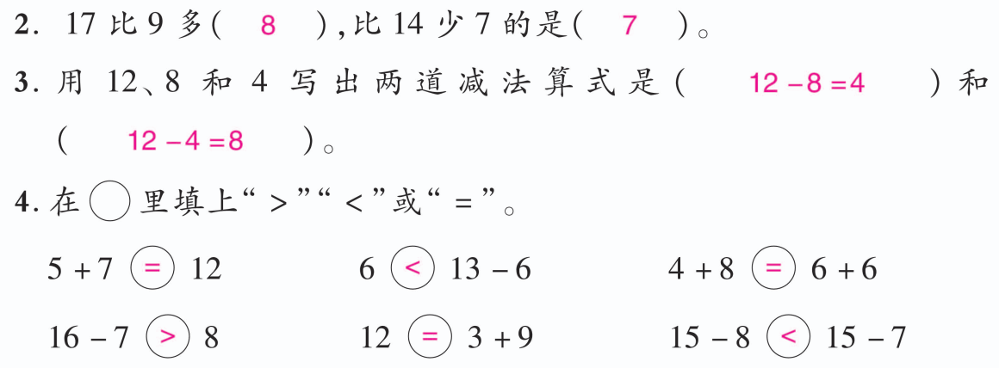 2. 17 比 9 多( 8 ),比 14 少 7 的是( 7 )。
3. 用 12、8 和 4 写出两道减法算式是( 12-8=4 )和
( 12-4=8 )。
4. 在○里填上“>”“<”或“=”。
5+7 = 12 6 < 13-6 4+8 = 6+6
16-7 > 8 12 = 3+9 15-8 < 15-7